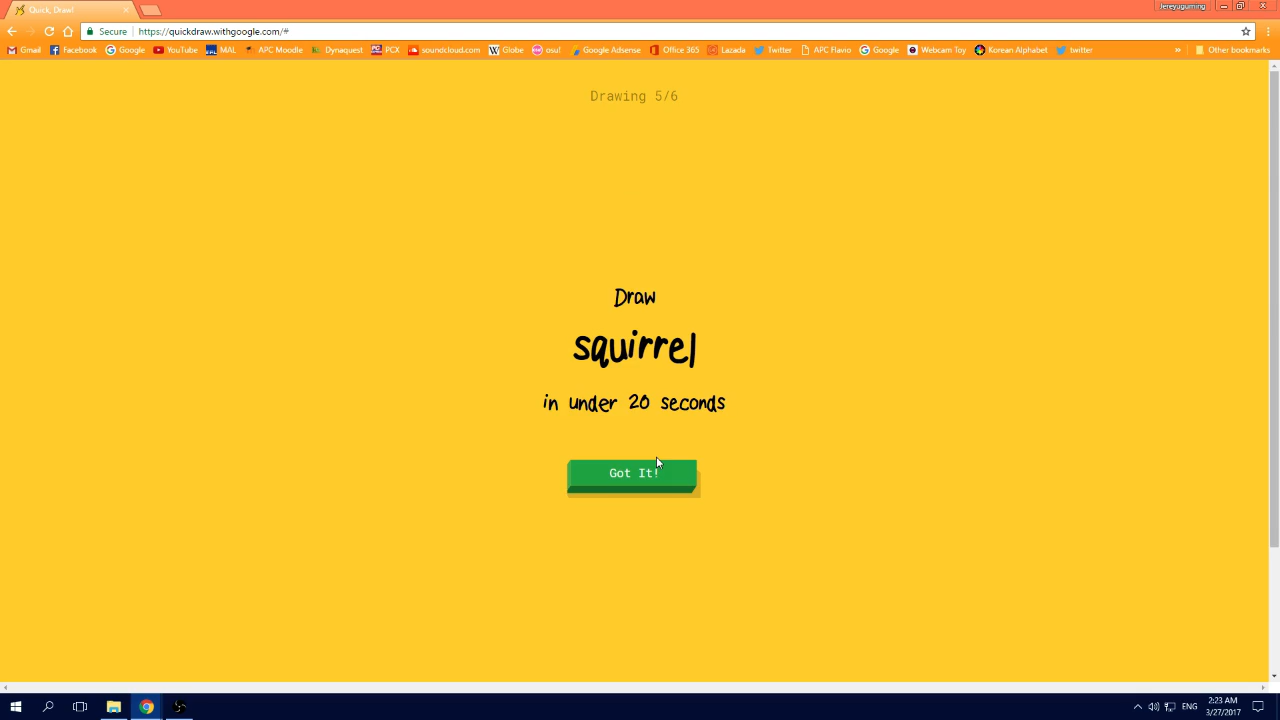 Quick, Draw!
Jereyuguming
Secure https://quickdraw.withgoogle.com/#
Gmail Facebook Google YouTube MAL APC Moodie Dynaquest PCX soundcloud.com Globe osu! Google Adsense Office 365 Lazada Twitter APC Flavio Google Webcam Toy Korean Alphabet twitter » Other bookmarks
Drawing 5/6
Draw
squirrel
in under 20 seconds
Got It!
ENG
2:23 AM
3/27/2017